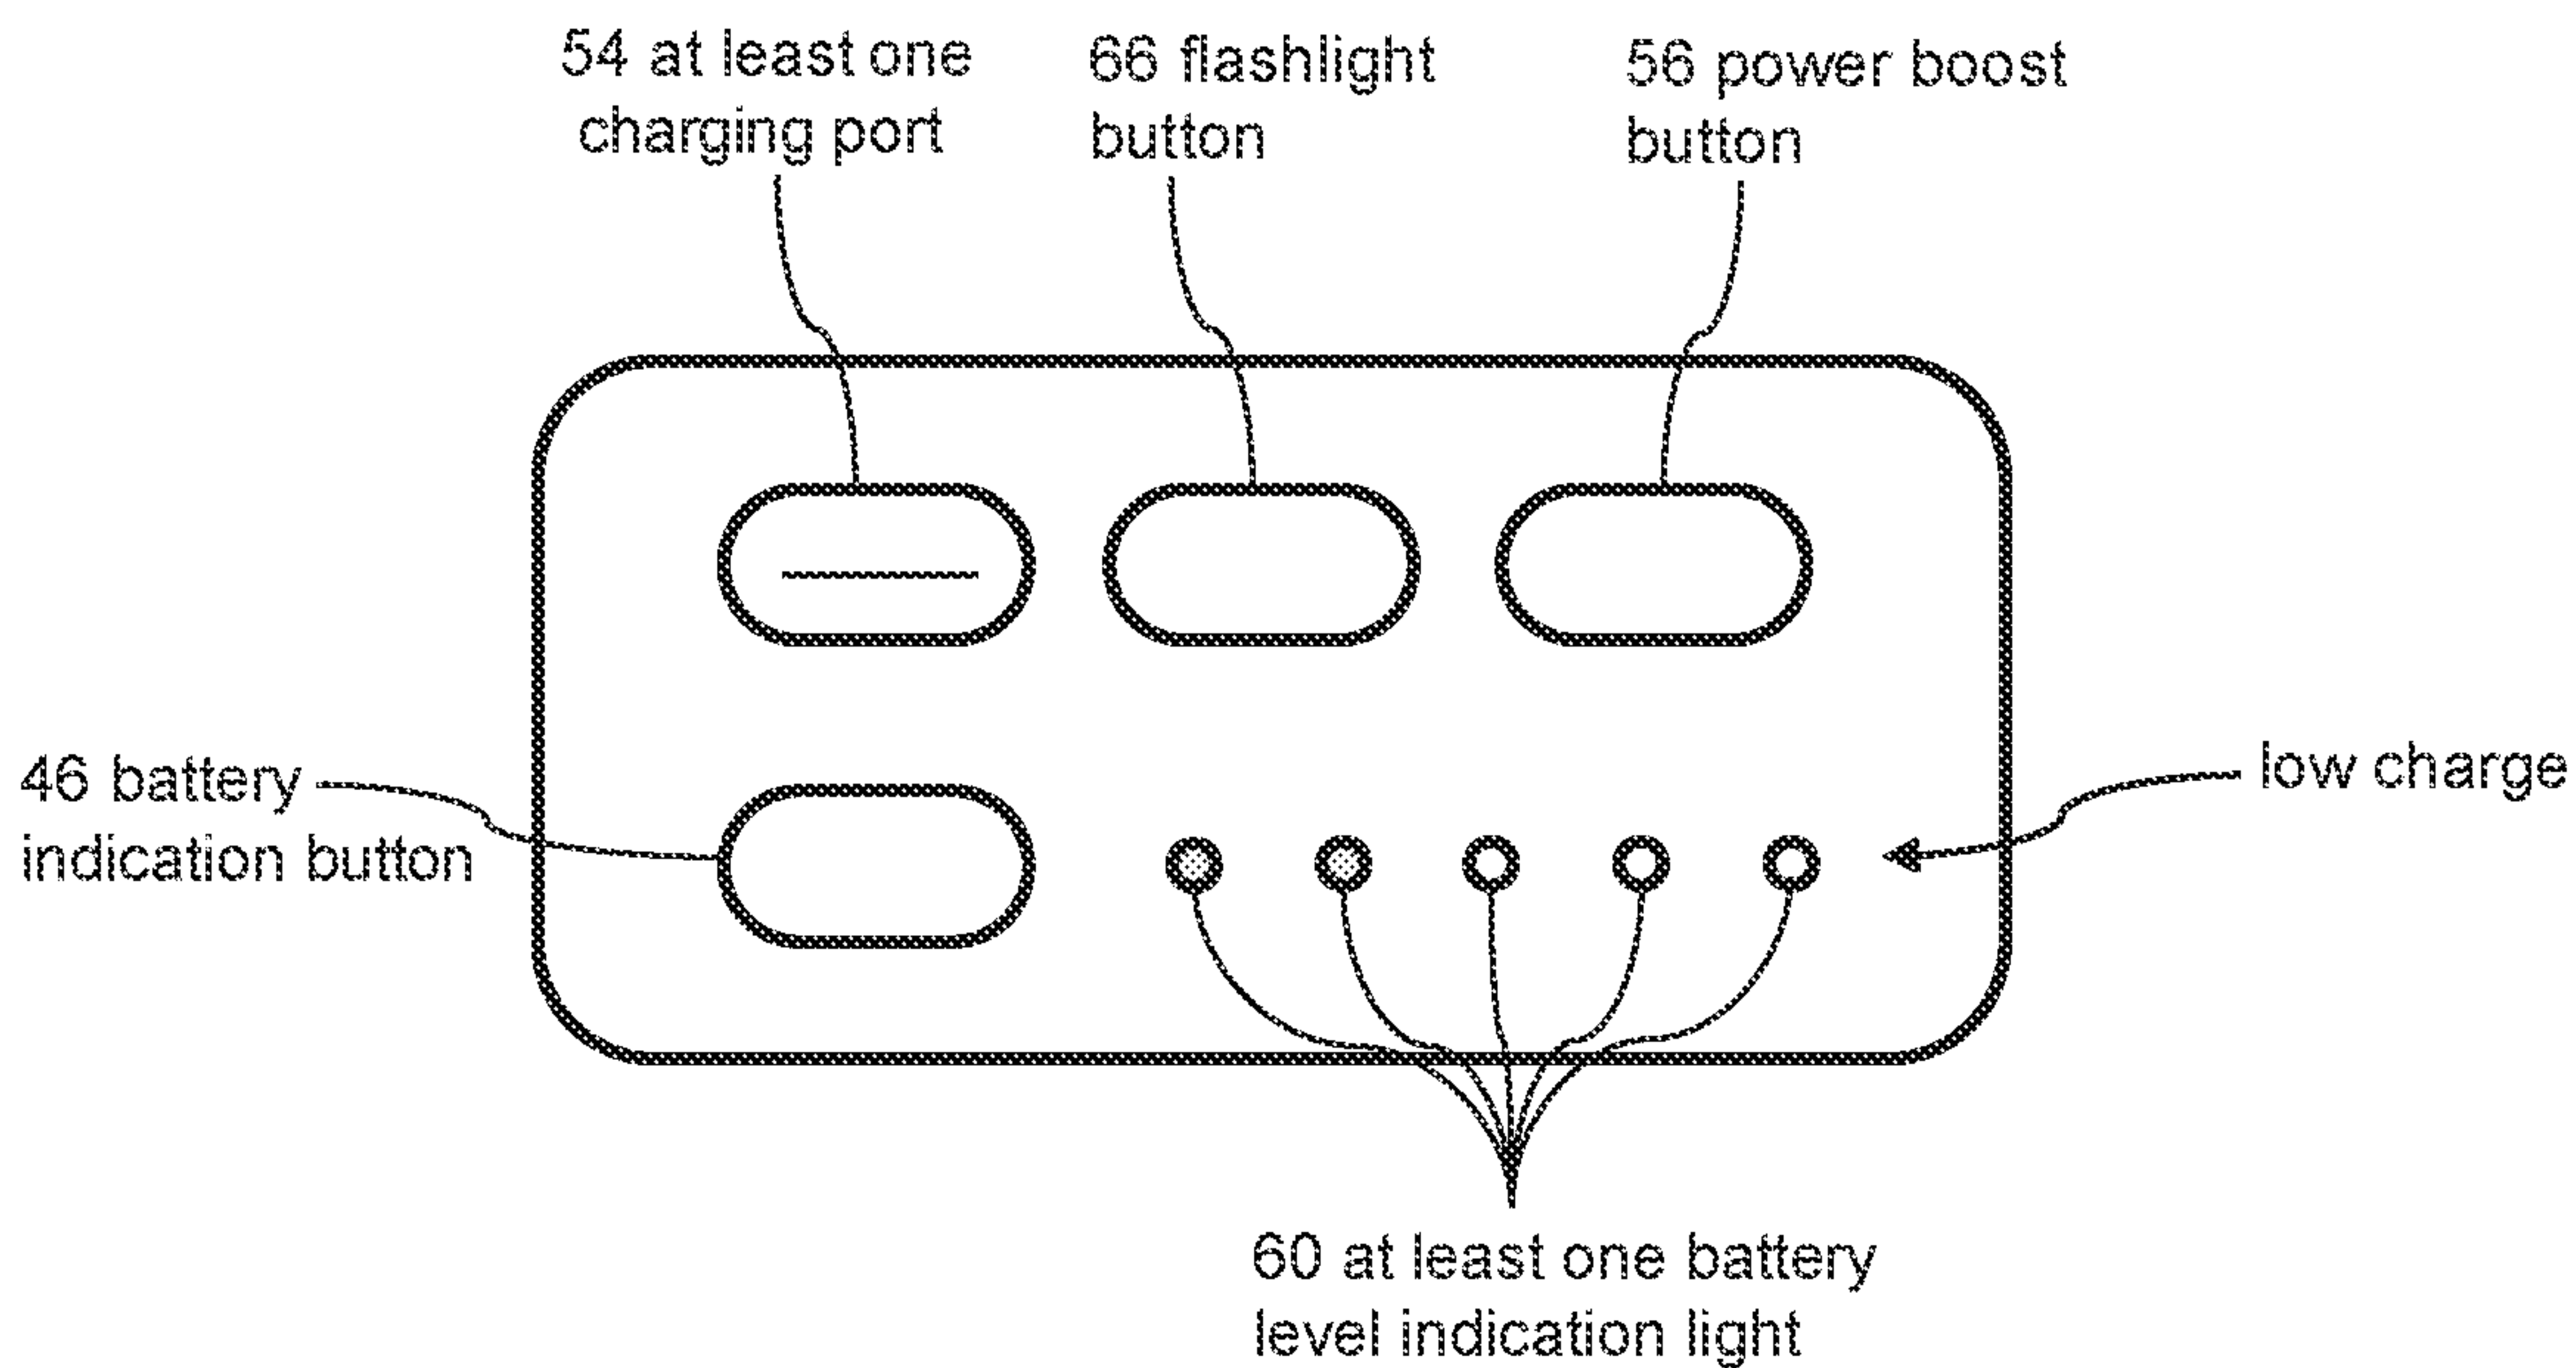 54 at least one
charging port
66 flashlight
button
56 power boost
button
46 battery
indication button
low charge
60 at least one battery
level indication light